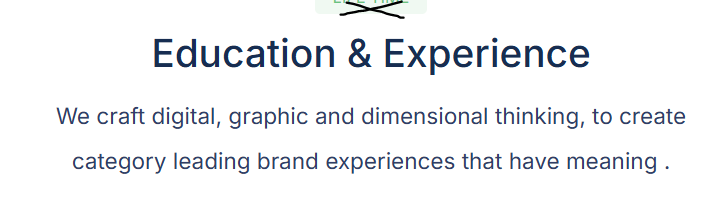 Education & Experience
We craft digital, graphic and dimensional thinking, to create
category leading brand experiences that have meaning .